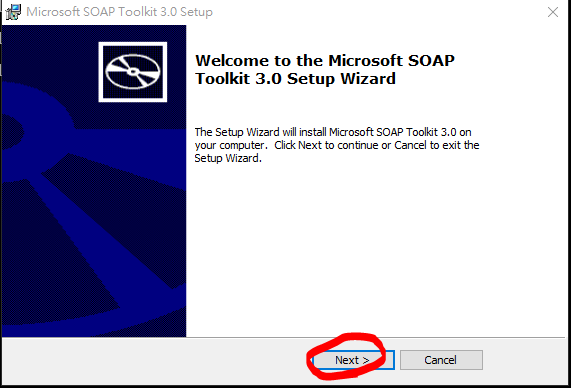 Microsoft SOAP Toolkit 3.0 Setup
Welcome to the Microsoft SOAP
Toolkit 3.0 Setup Wizard
The Setup Wizard will install Microsoft SOAP Toolkit 3.0 on
your computer.  Click Next to continue or Cancel to exit the
Setup Wizard.
Next >
Cancel